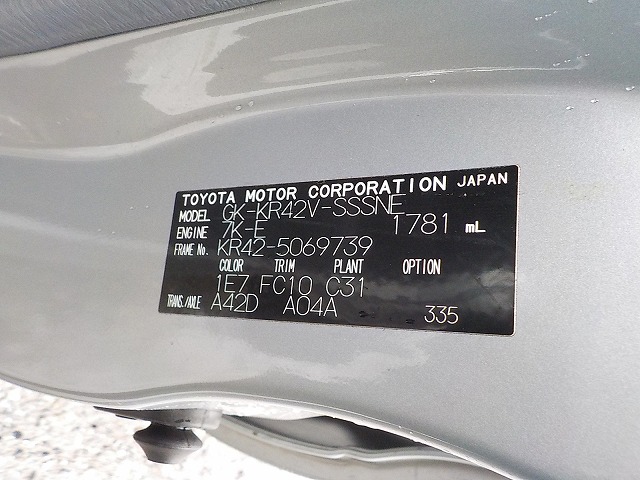 TOYOTA MOTOR CORPORATION JAPAN
MODEL GK-KR42V-SSSNE
ENGINE 7K-E 1781 mL
FRAME No. KR42-5069739
COLOR TRIM PLANT OPTION
1E7 FC10 C31
TRANS./AXLE A42D A04A 335